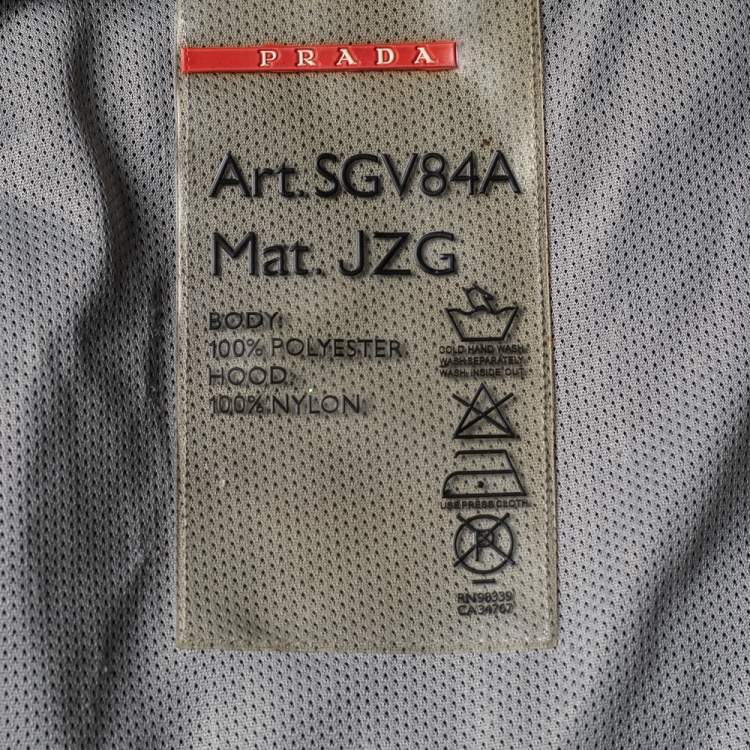 PRADA
Art. SGV84A
Mat. JZG
BODY:
100% POLYESTER
HOOD:
100% NYLON
COLD HAND WASH
WASH SEPARATELY
WASH INSIDE OUT
USE PRESS CLOTH
P
RN98339
CA34767